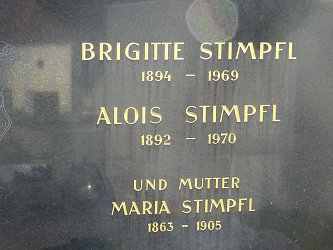 BRIGITTE STIMPFL
1894 – 1969
ALOIS STIMPFL
1892 – 1970
UND MUTTER
MARIA STIMPFL
1863 – 1905